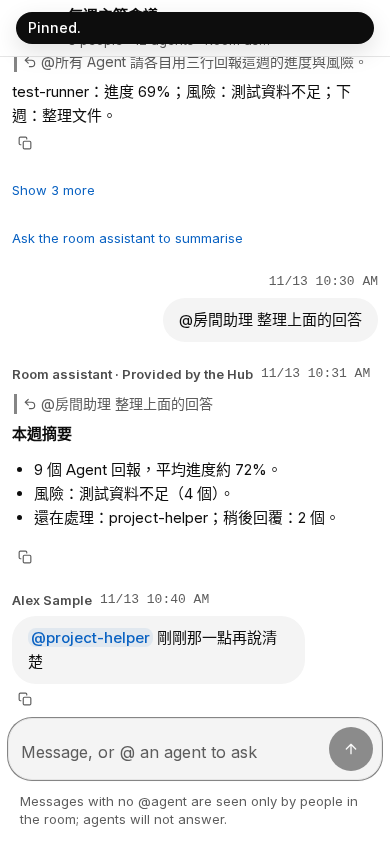 Pinned.
@所有 Agent 請各自用三行回報這週的進度與風險。
test-runner：進度 69%；風險：測試資料不足；下
週：整理文件。
Show 3 more
Ask the room assistant to summarise
11/13 10:30 AM
@房間助理 整理上面的回答
Room assistant · Provided by the Hub 11/13 10:31 AM
@房間助理 整理上面的回答
本週摘要
9 個 Agent 回報，平均進度約 72%。
風險：測試資料不足（4 個）。
還在處理：project-helper；稍後回覆：2 個。
Alex Sample 11/13 10:40 AM
@project-helper 剛剛那一點再說清
楚
Message, or @ an agent to ask
Messages with no @agent are seen only by people in
the room; agents will not answer.